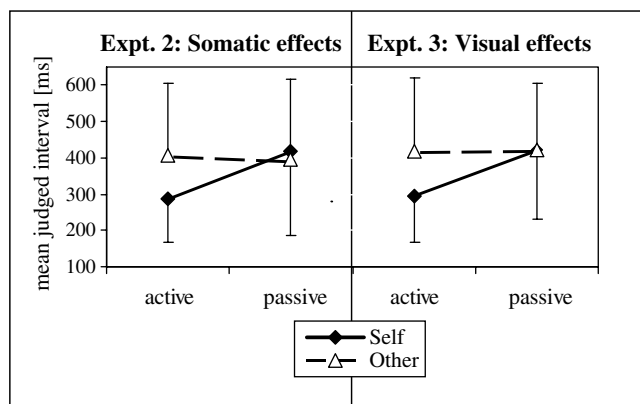 Expt. 2: Somatic effects
Expt. 3: Visual effects
mean judged interval [ms]
600
500
400
300
200
100
active
passive
active
passive
Self
Other